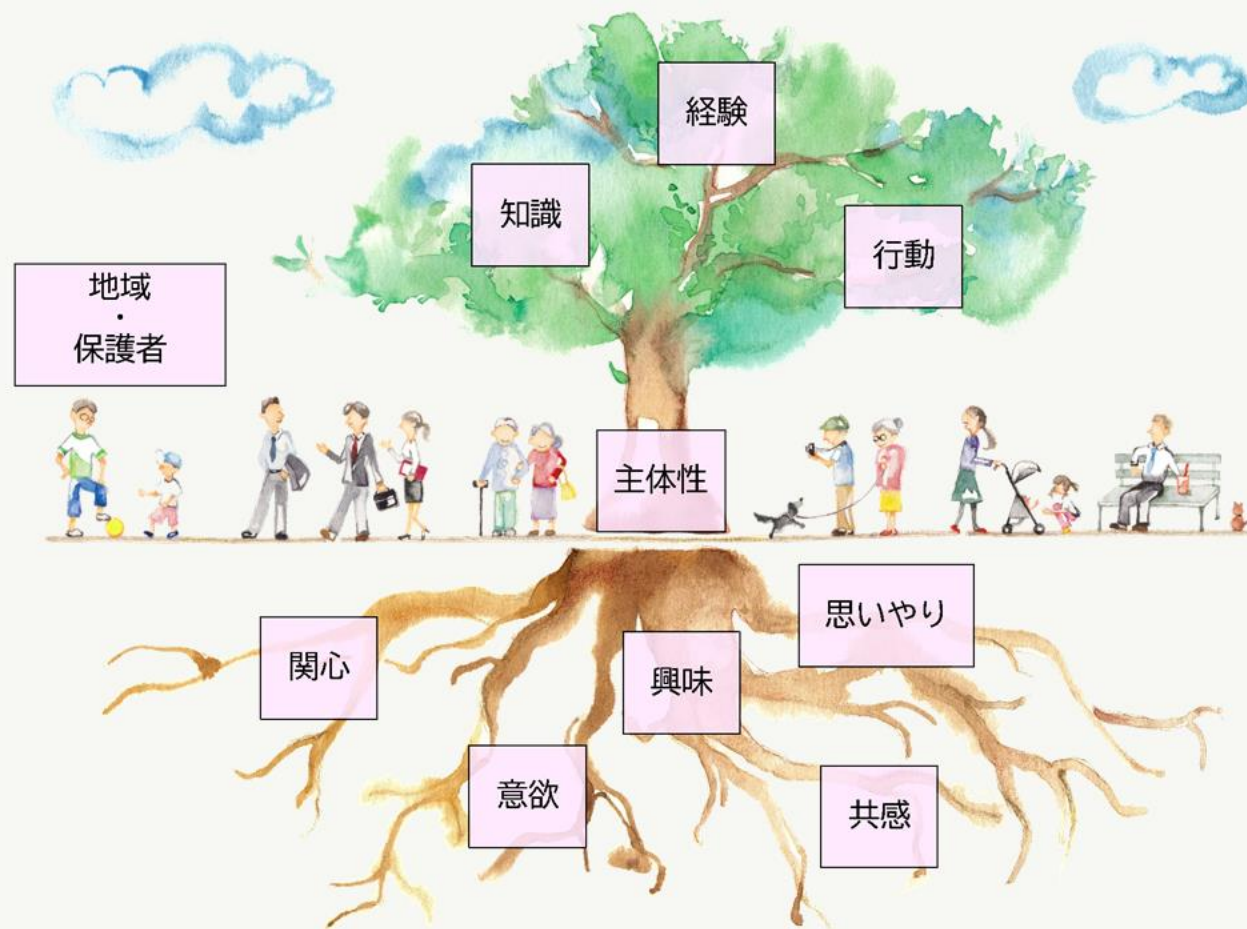 経験
知識
行動
地域
・
保護者
主体性
思いやり
関心
興味
意欲
共感